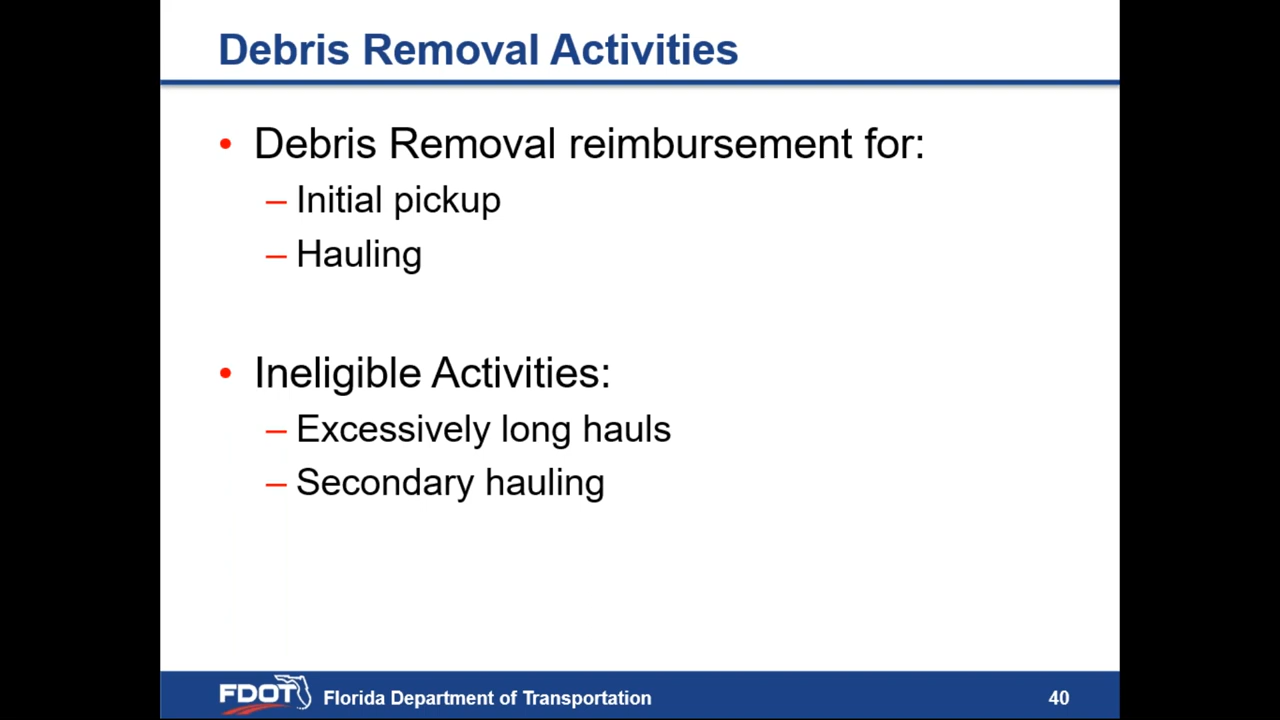 Debris Removal Activities
• Debris Removal reimbursement for:
– Initial pickup
– Hauling
• Ineligible Activities:
– Excessively long hauls
– Secondary hauling
FDOT Florida Department of Transportation 40